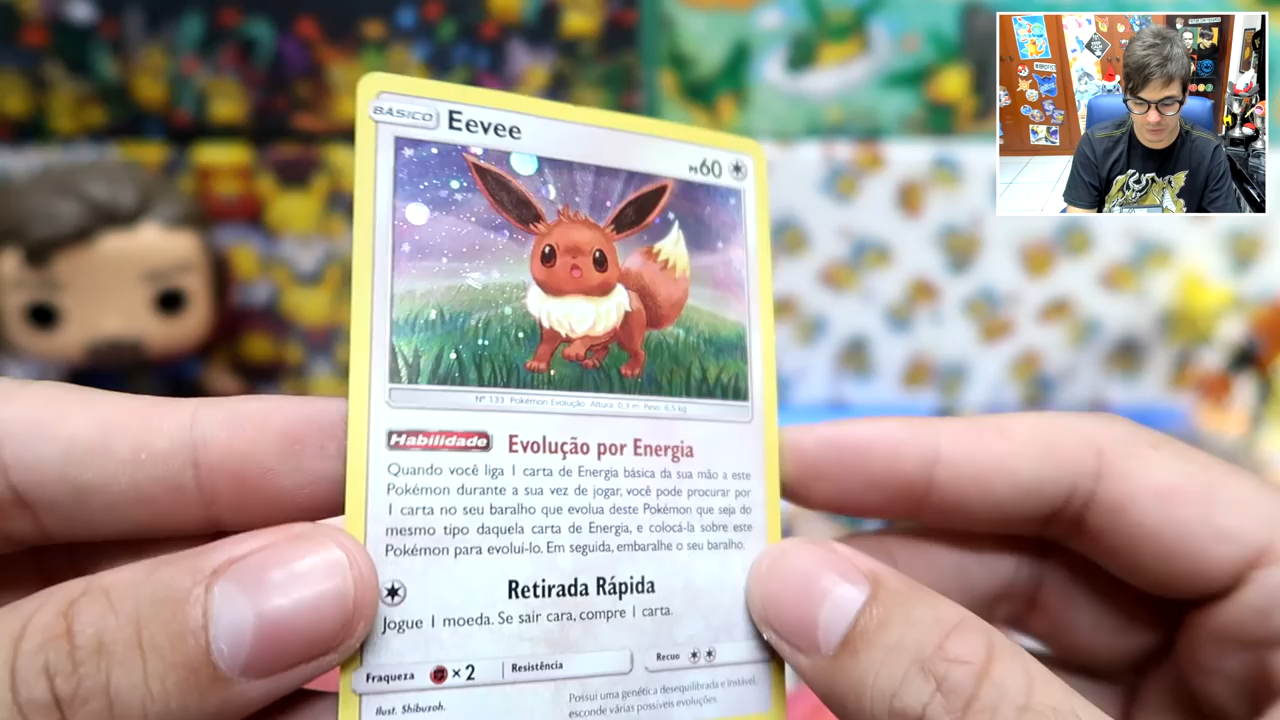 BÁSICO Eevee PS60
Nº 133 Pokémon Evolução Altura: 0,3 m Peso: 6,5 kg
Habilidade Evolução por Energia
Quando você liga 1 carta de Energia básica da sua mão a este
Pokémon durante a sua vez de jogar, você pode procurar por
1 carta no seu baralho que evolua deste Pokémon que seja do
mesmo tipo daquela carta de Energia, e colocá-la sobre este
Pokémon para evoluí-lo. Em seguida, embaralhe o seu baralho.
Retirada Rápida
Jogue 1 moeda. Se sair cara, compre 1 carta.
Fraqueza ×2 Resistência Recuo
Ilust. Shibuzoh.
Possui uma genética desequilibrada e instável,
esconde várias possíveis evoluções.